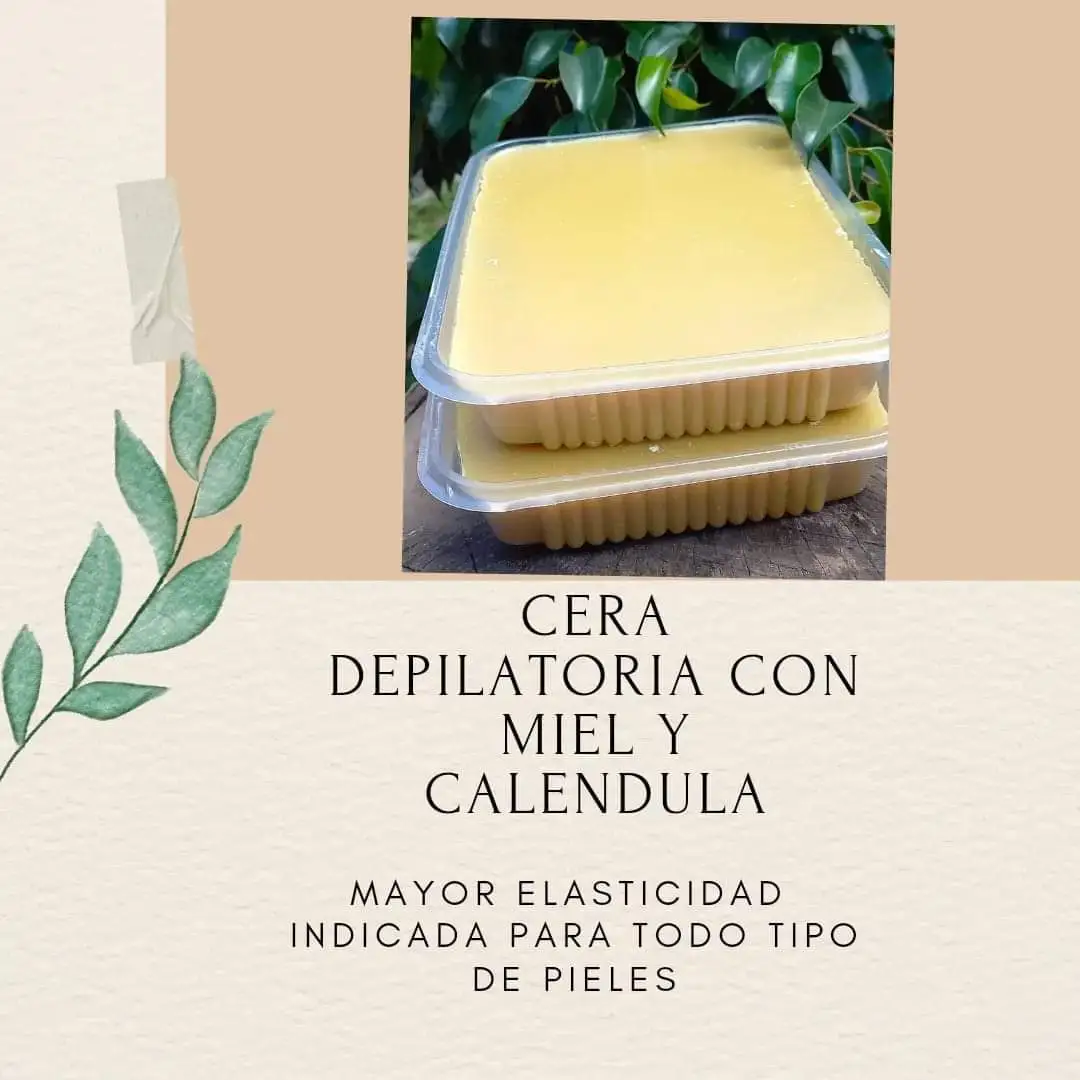 CERA
DEPILATORIA CON
MIEL Y
CALENDULA
MAYOR ELASTICIDAD
INDICADA PARA TODO TIPO
DE PIELES